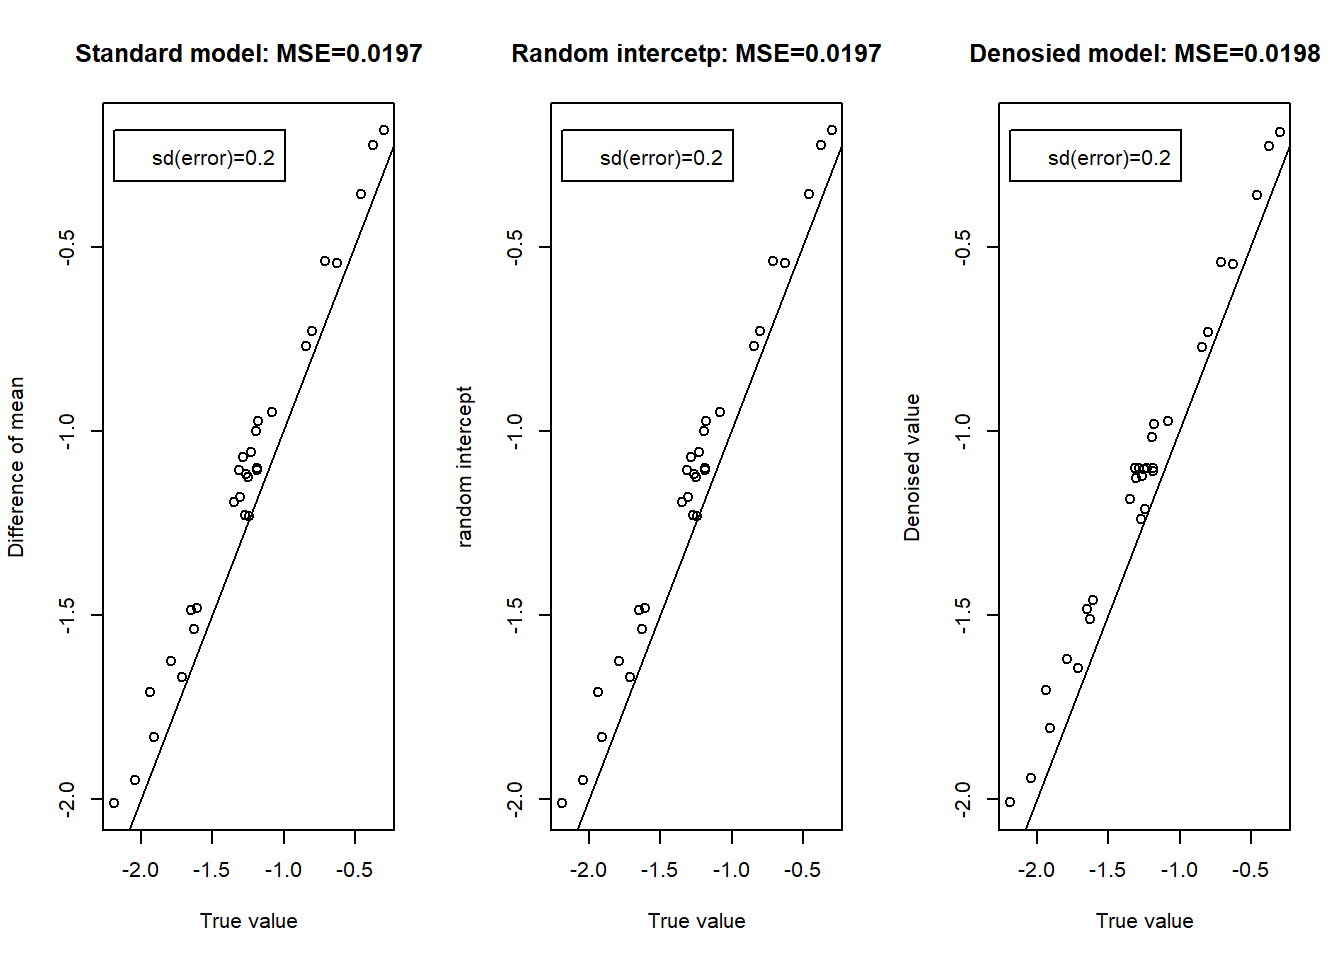 Standard model: MSE=0.0197
sd(error)=0.2
Difference of mean
-0.5
-1.0
-1.5
-2.0
-2.0 -1.5 -1.0 -0.5
True value
Random intercetp: MSE=0.0197
sd(error)=0.2
random intercept
-0.5
-1.0
-1.5
-2.0
-2.0 -1.5 -1.0 -0.5
True value
Denosied model: MSE=0.0198
sd(error)=0.2
Denoised value
-0.5
-1.0
-1.5
-2.0
-2.0 -1.5 -1.0 -0.5
True value